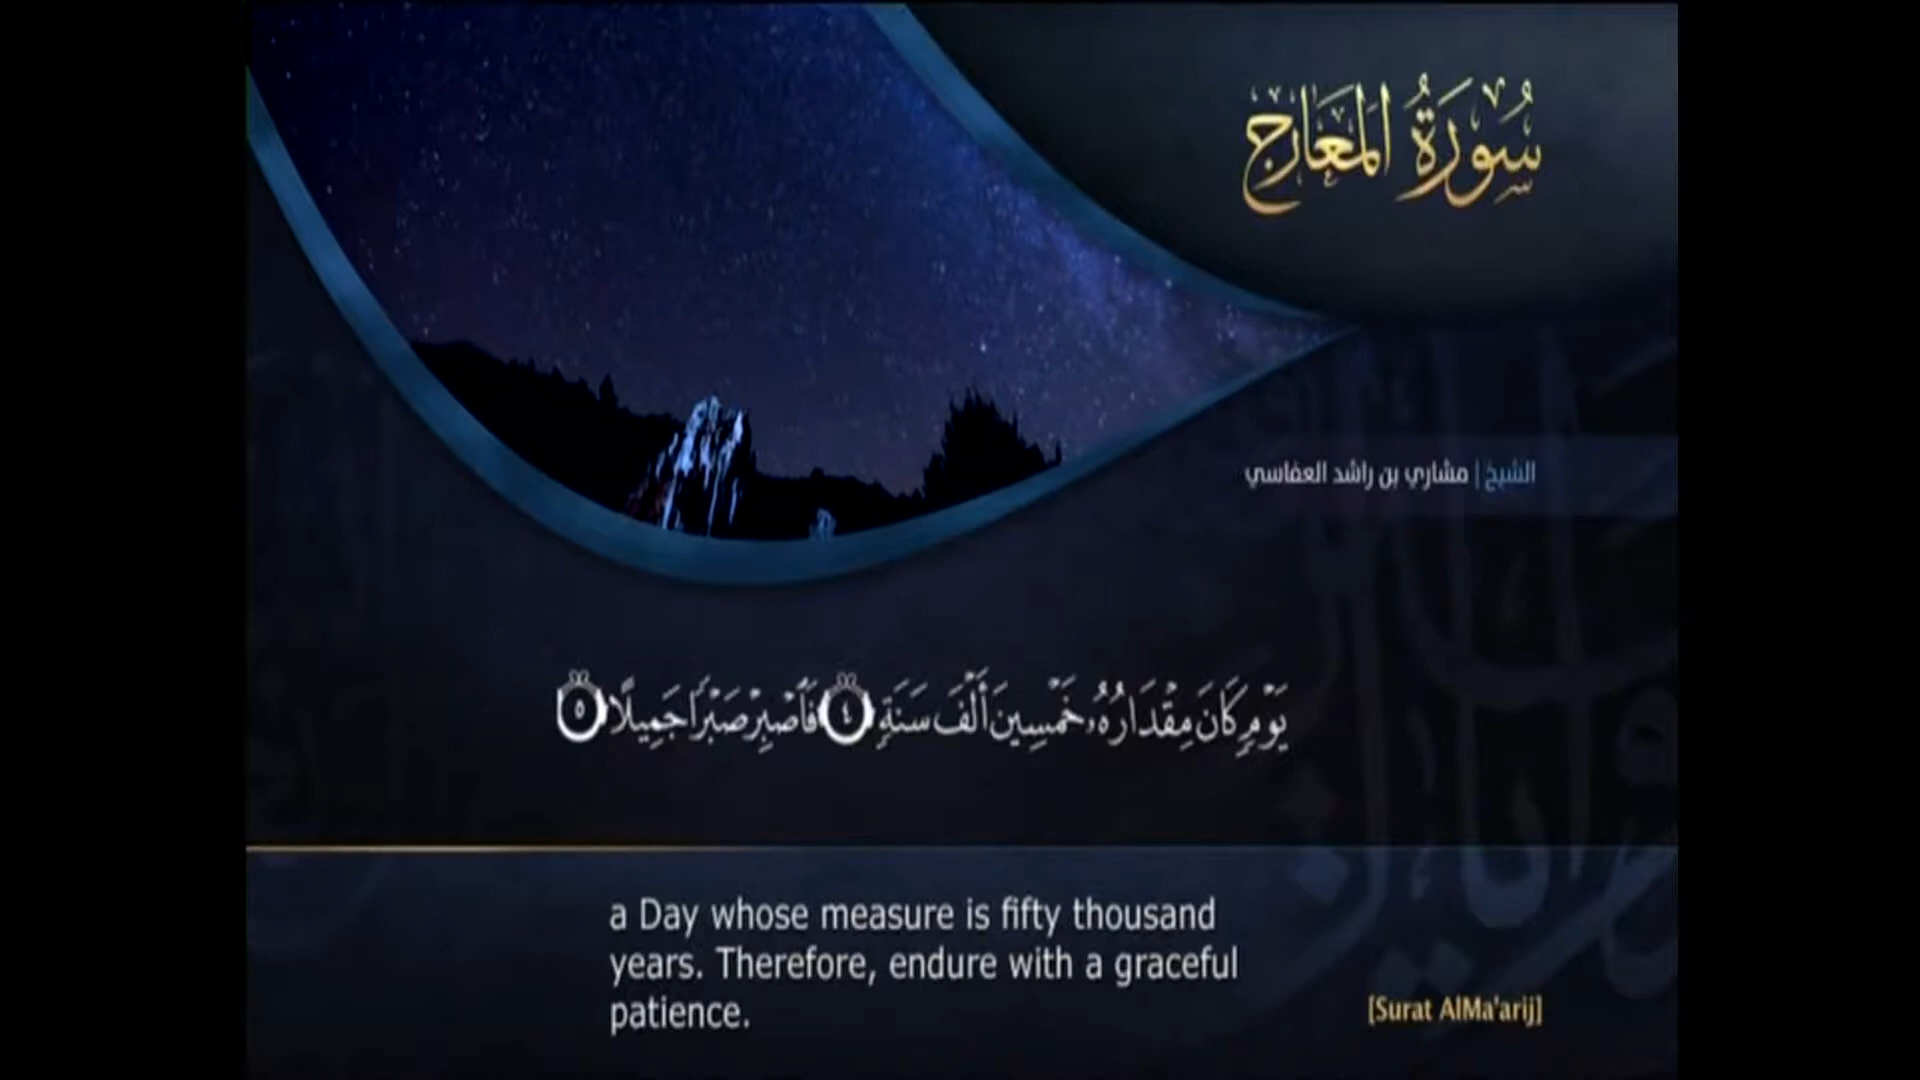 سُورَةُ المَعَارِج
الشيخ | مشاري بن راشد العفاسي
يَوْمٍ كَانَ مِقْدَارُهُۥ خَمْسِينَ أَلْفَ سَنَةٍ ٤ فَٱصْبِرْ صَبْرًا جَمِيلًا ٥
a Day whose measure is fifty thousand
years. Therefore, endure with a graceful
patience.
[Surat AlMa'arij]